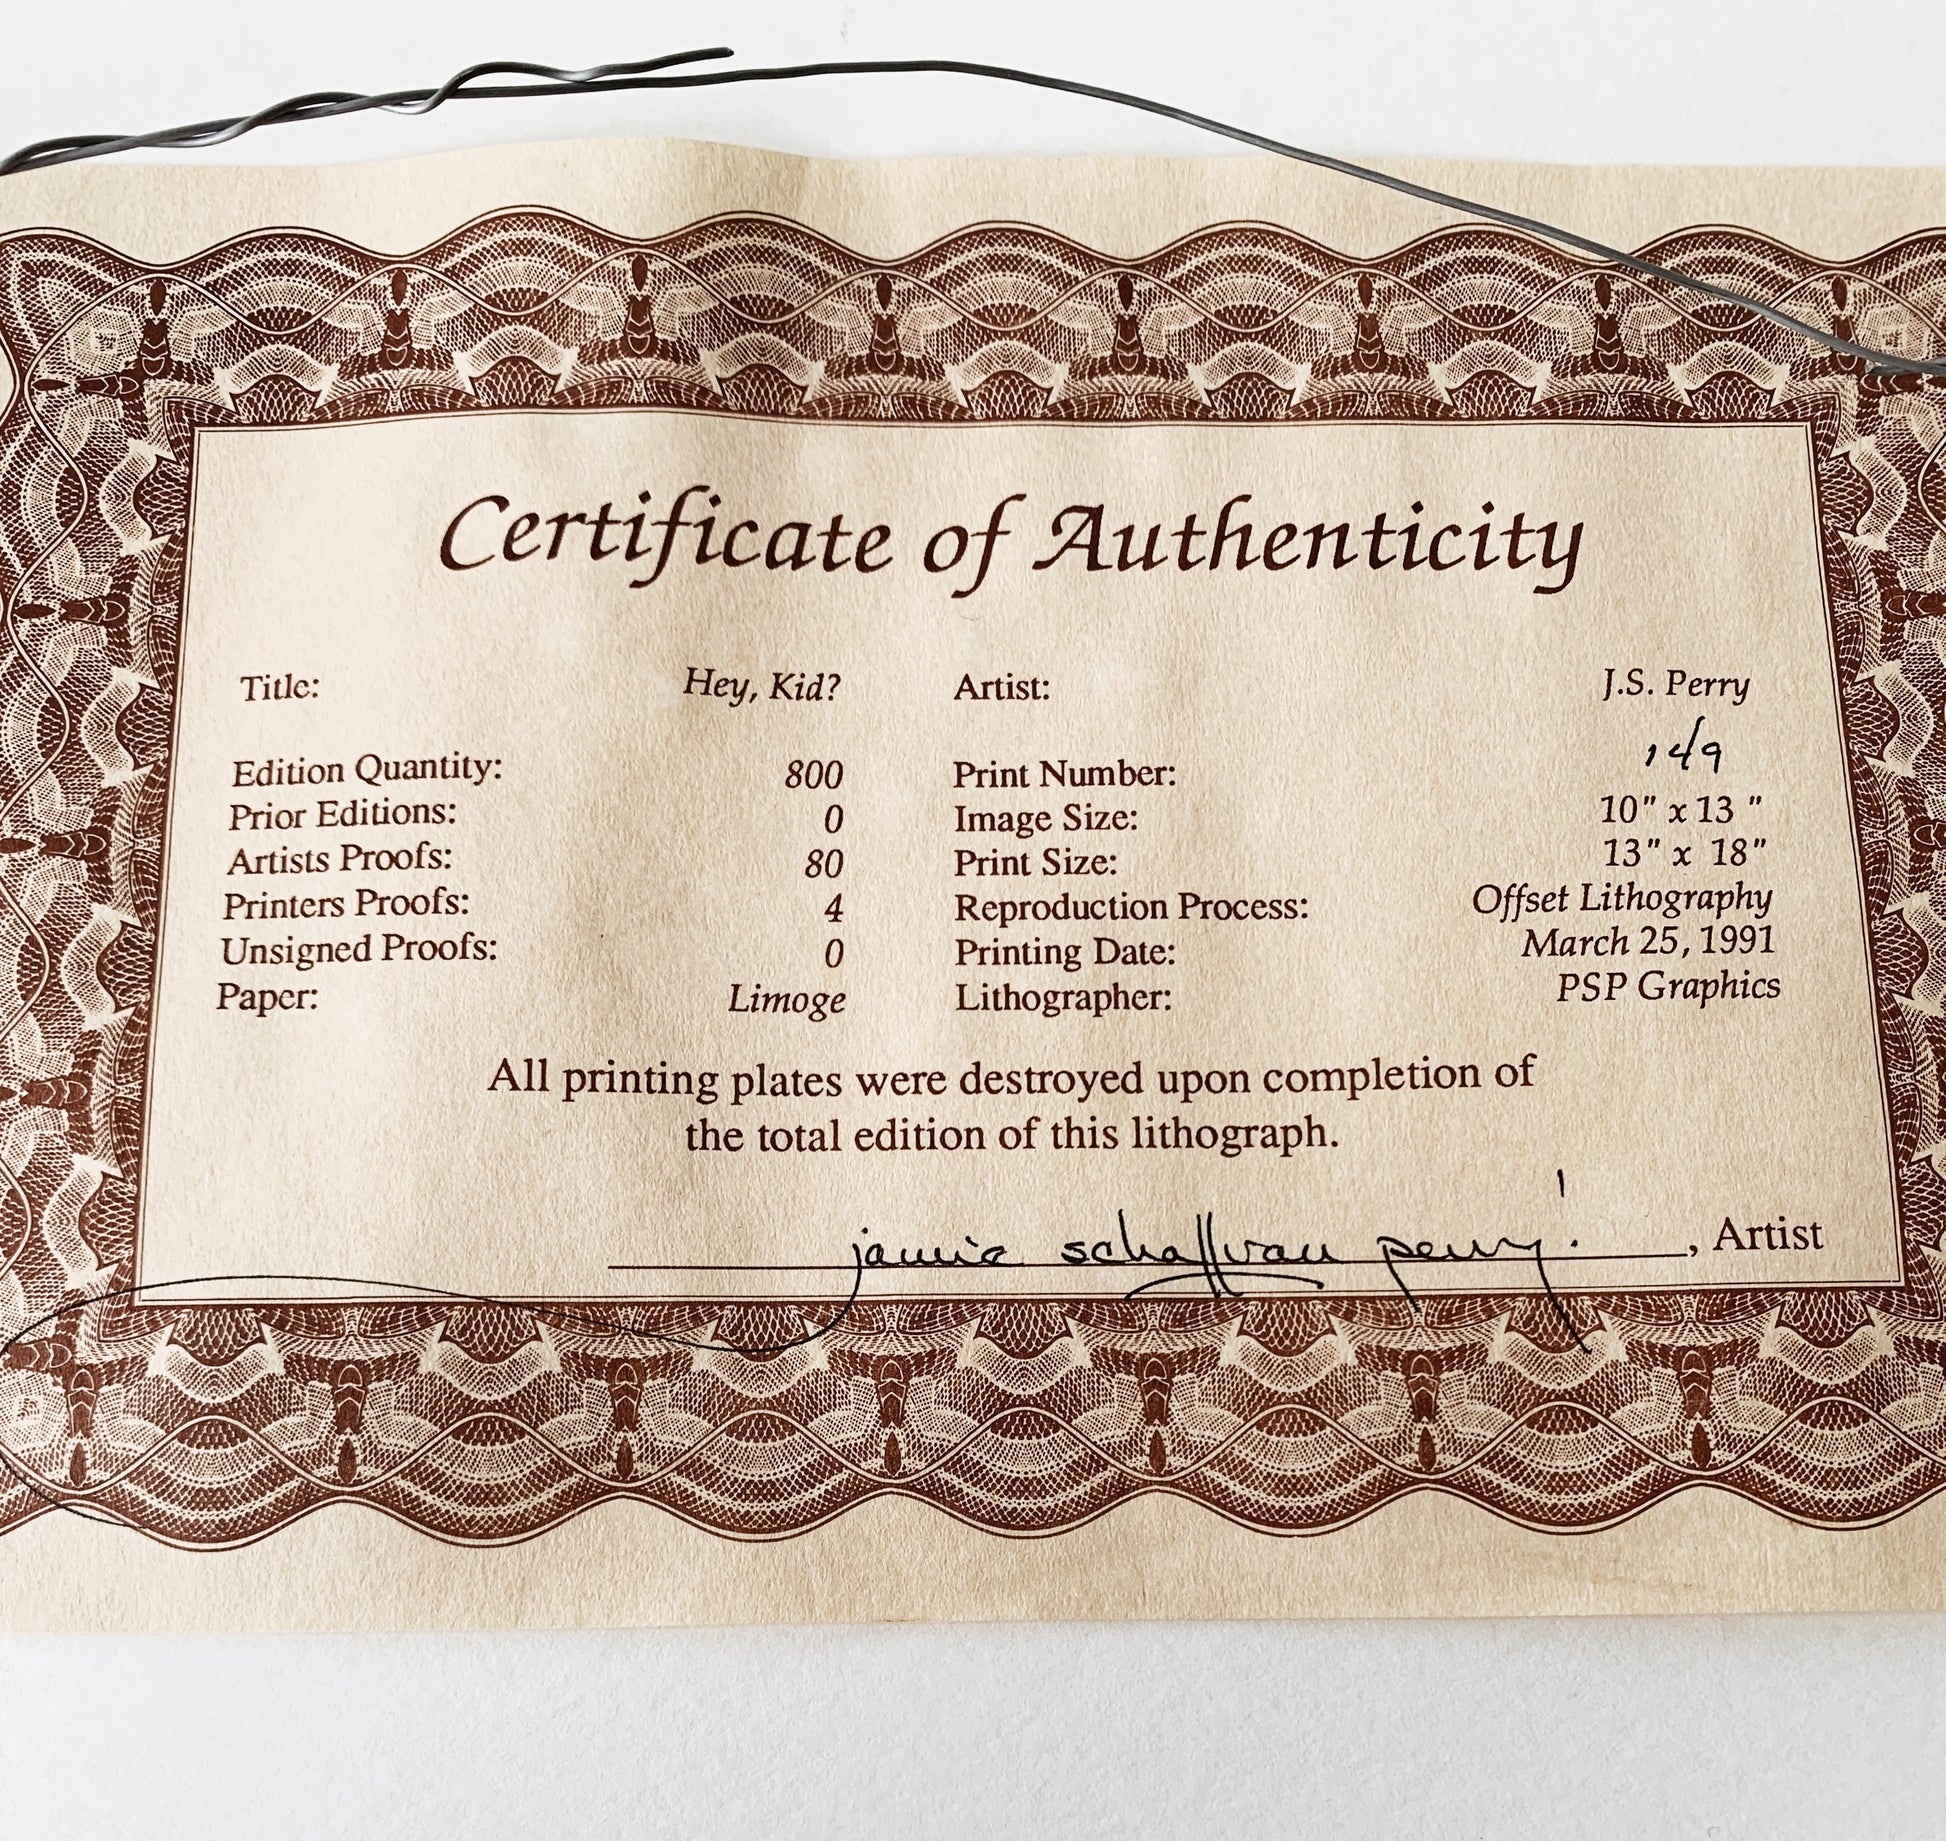 Certificate of Authenticity
Title: Hey, Kid? Artist: J.S. Perry
Edition Quantity: 800 Print Number: 149
Prior Editions: 0 Image Size: 10" x 13 "
Artists Proofs: 80 Print Size: 13" x 18"
Printers Proofs: 4 Reproduction Process: Offset Lithography
Unsigned Proofs: 0 Printing Date: March 25, 1991
Paper: Limoge Lithographer: PSP Graphics
All printing plates were destroyed upon completion of
the total edition of this lithograph.
jamie perry , Artist